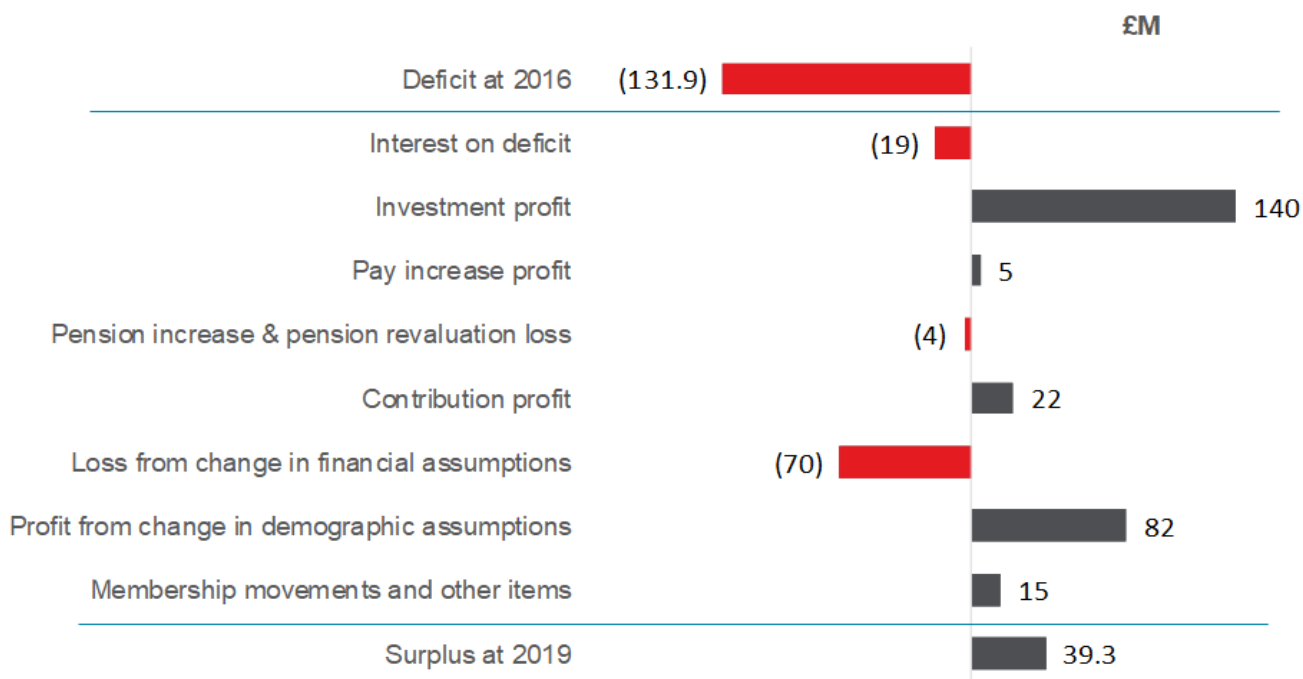 £M
Deficit at 2016 (131.9)
Interest on deficit (19)
Investment profit 140
Pay increase profit 5
Pension increase & pension revaluation loss (4)
Contribution profit 22
Loss from change in financial assumptions (70)
Profit from change in demographic assumptions 82
Membership movements and other items 15
Surplus at 2019 39.3